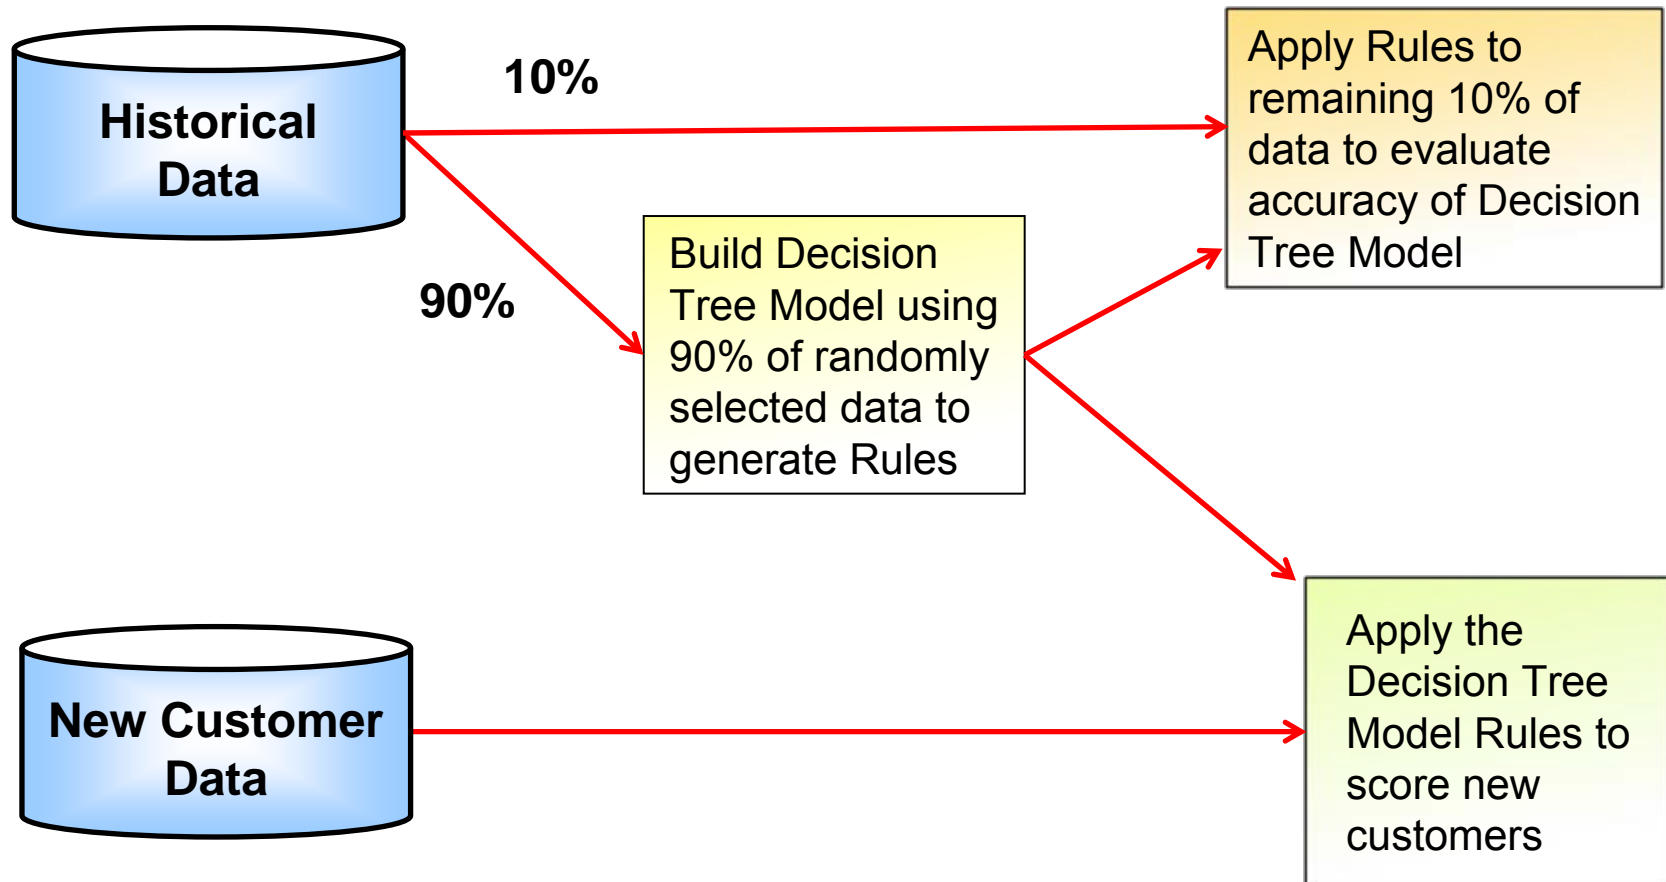 Historical
Data
10%
90%
Apply Rules to
remaining 10% of
data to evaluate
accuracy of Decision
Tree Model
Build Decision
Tree Model using
90% of randomly
selected data to
generate Rules
New Customer
Data
Apply the
Decision Tree
Model Rules to
score new
customers